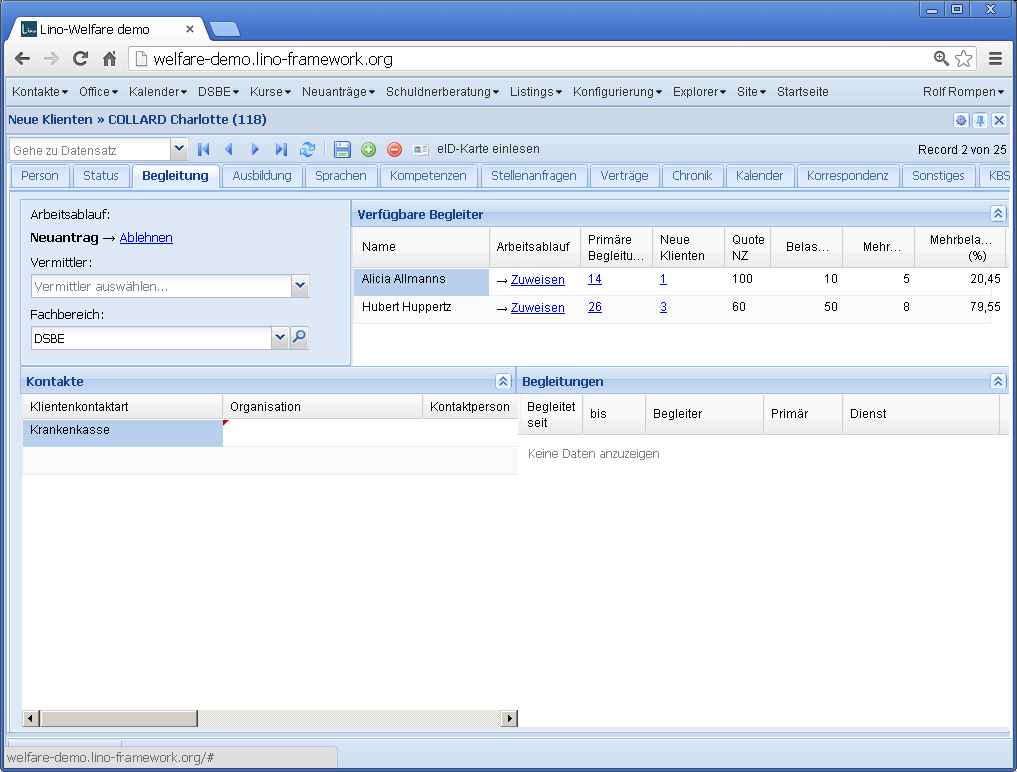 Lino-Welfare demo
welfare-demo.lino-framework.org
Kontakte Office Kalender DSBE Kurse Neuanträge Schuldnerberatung Listings Konfigurierung Explorer Site Startseite Rolf Rompen
Neue Klienten » COLLARD Charlotte (118)
Gehe zu Datensatz eID-Karte einlesen Record 2 von 25
Person Status Begleitung Ausbildung Sprachen Kompetenzen Stellenanfragen Verträge Chronik Kalender Korrespondenz Sonstiges KBS
Arbeitsablauf:
Neuantrag → Ablehnen
Vermittler:
Vermittler auswählen...
Fachbereich:
DSBE
Verfügbare Begleiter
Name Arbeitsablauf Primäre Begleitu... Neue Klienten Quote NZ Belas... Mehr... Mehrbela... (%)
Alicia Allmanns → Zuweisen 14 1 100 10 5 20,45
Hubert Huppertz → Zuweisen 26 3 60 50 8 79,55
Kontakte
Klientenkontaktart Organisation Kontaktperson
Krankenkasse
Begleitungen
Begleitet seit bis Begleiter Primär Dienst
Keine Daten anzuzeigen
welfare-demo.lino-framework.org/#